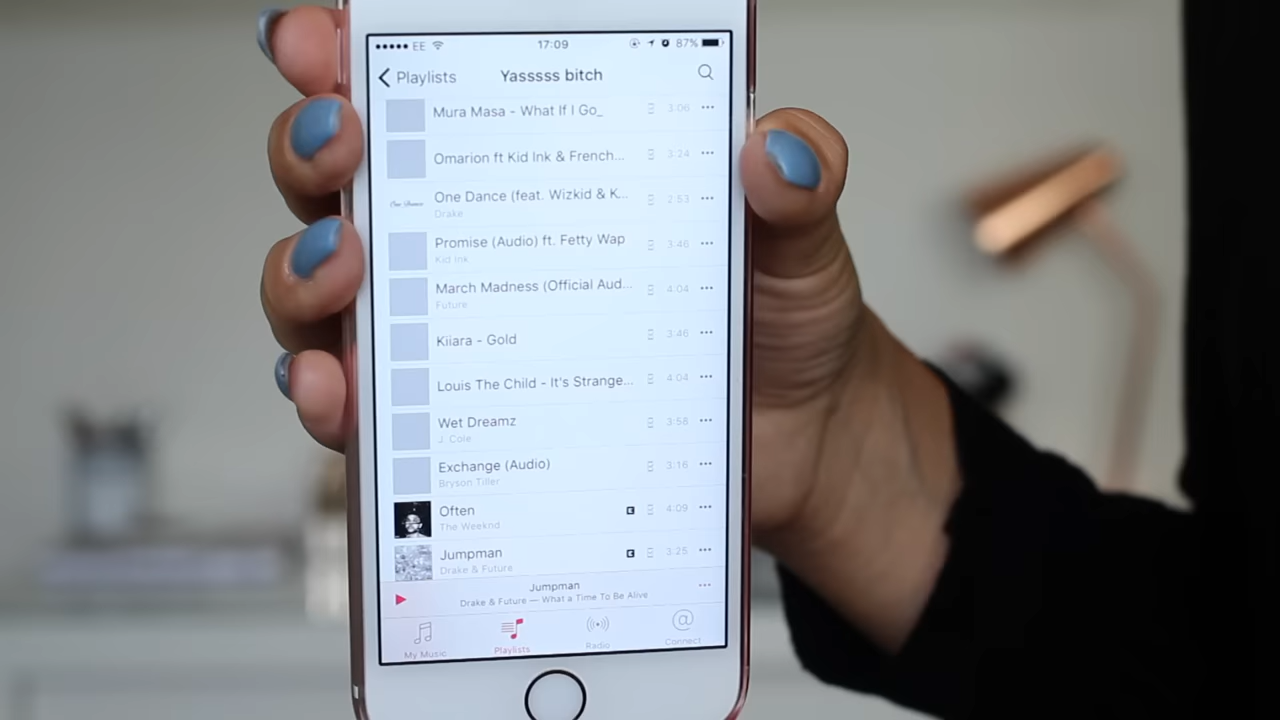 EE 17:09 87%
Playlists Yasssss bitch
Mura Masa - What If I Go_ 3:06
Omarion ft Kid Ink & French... 3:24
One Dance
One Dance (feat. Wizkid & K... 2:53
Drake
Promise (Audio) ft. Fetty Wap 3:46
Kid Ink
March Madness (Official Aud... 4:04
Future
Kiiara - Gold 3:46
Louis The Child - It's Strange... 4:04
Wet Dreamz 3:58
J. Cole
Exchange (Audio) 3:16
Bryson Tiller
Often E 4:09
The Weeknd
Jumpman E 3:25
Drake & Future
Jumpman
Drake & Future — What a Time To Be Alive
My Music Playlists Radio Connect